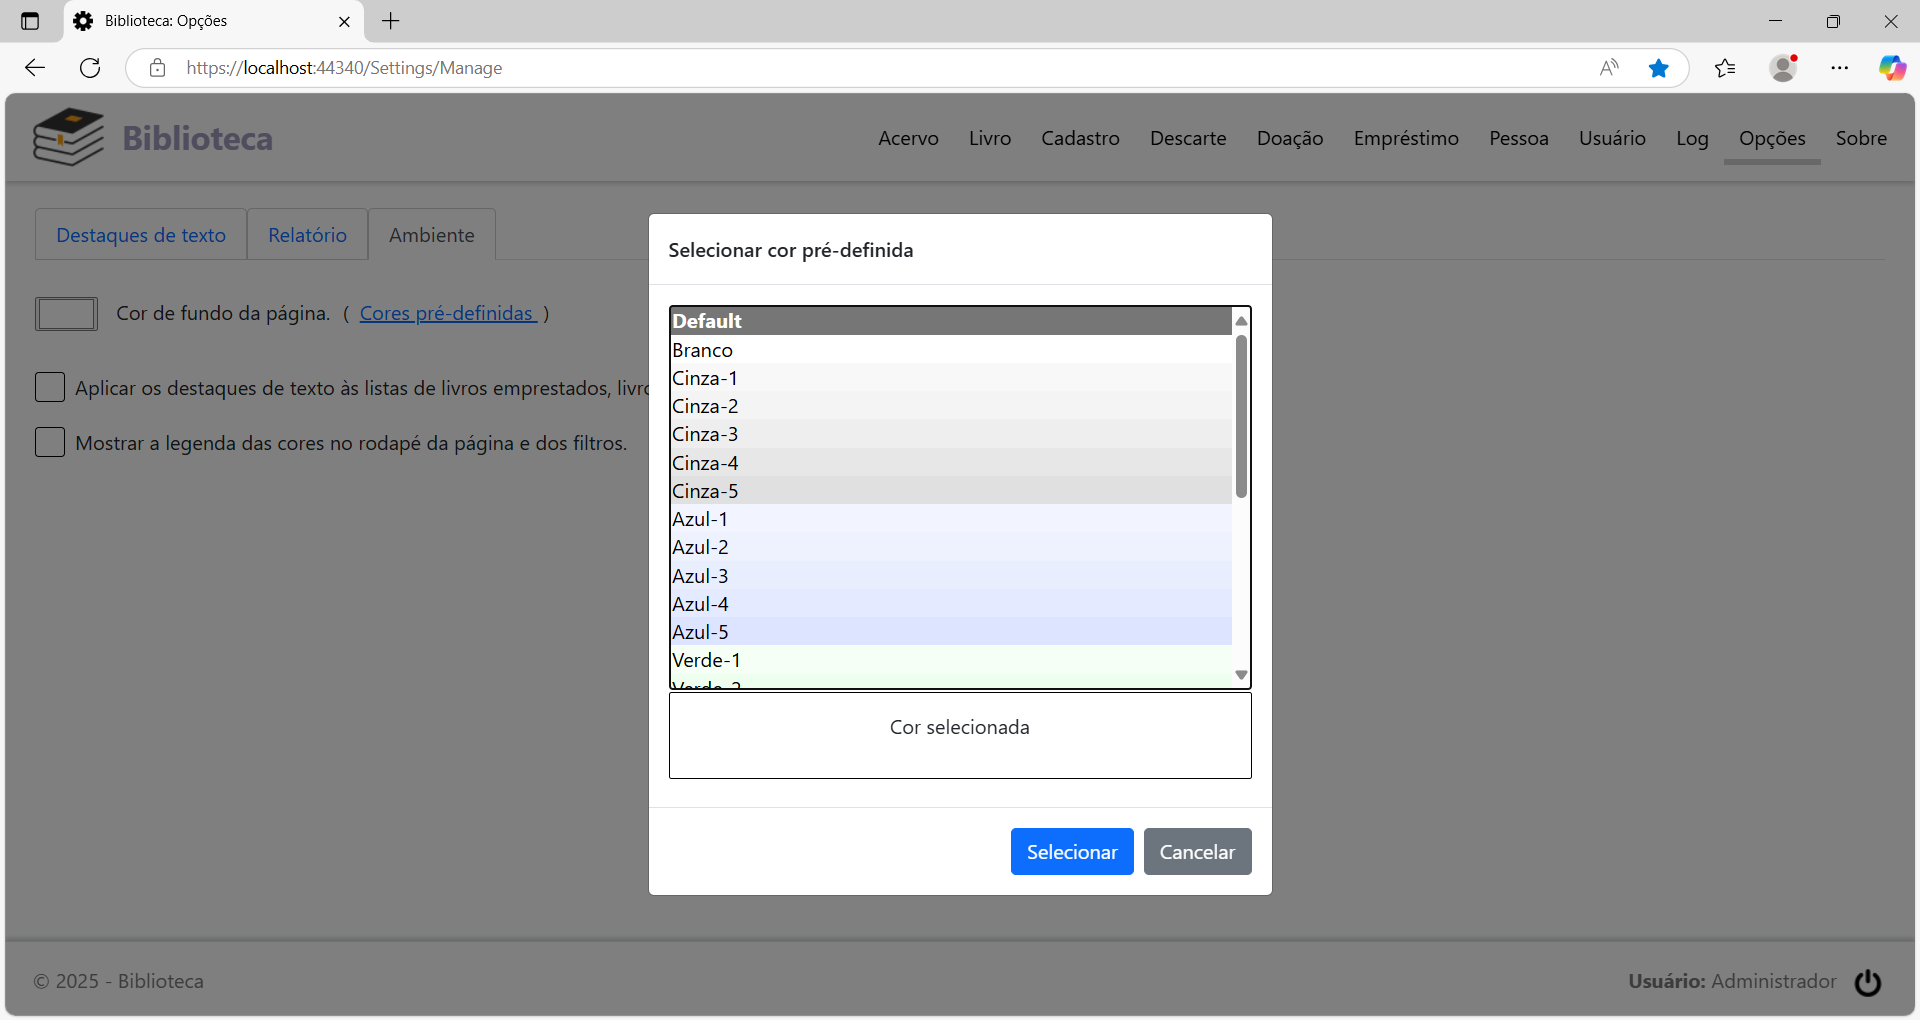 Biblioteca: Opções
https://localhost:44340/Settings/Manage
Biblioteca
Acervo Livro Cadastro Descarte Doação Empréstimo Pessoa Usuário Log Opções Sobre
Destaques de texto Relatório Ambiente
Cor de fundo da página. ( Cores pré-definidas )
Aplicar os destaques de texto às listas de livros emprestados,
Mostrar a legenda das cores no rodapé da página e dos filtros.
Selecionar cor pré-definida
Default
Branco
Cinza-1
Cinza-2
Cinza-3
Cinza-4
Cinza-5
Azul-1
Azul-2
Azul-3
Azul-4
Azul-5
Verde-1
Verde-2
Cor selecionada
Selecionar Cancelar
© 2025 - Biblioteca
Usuário: Administrador